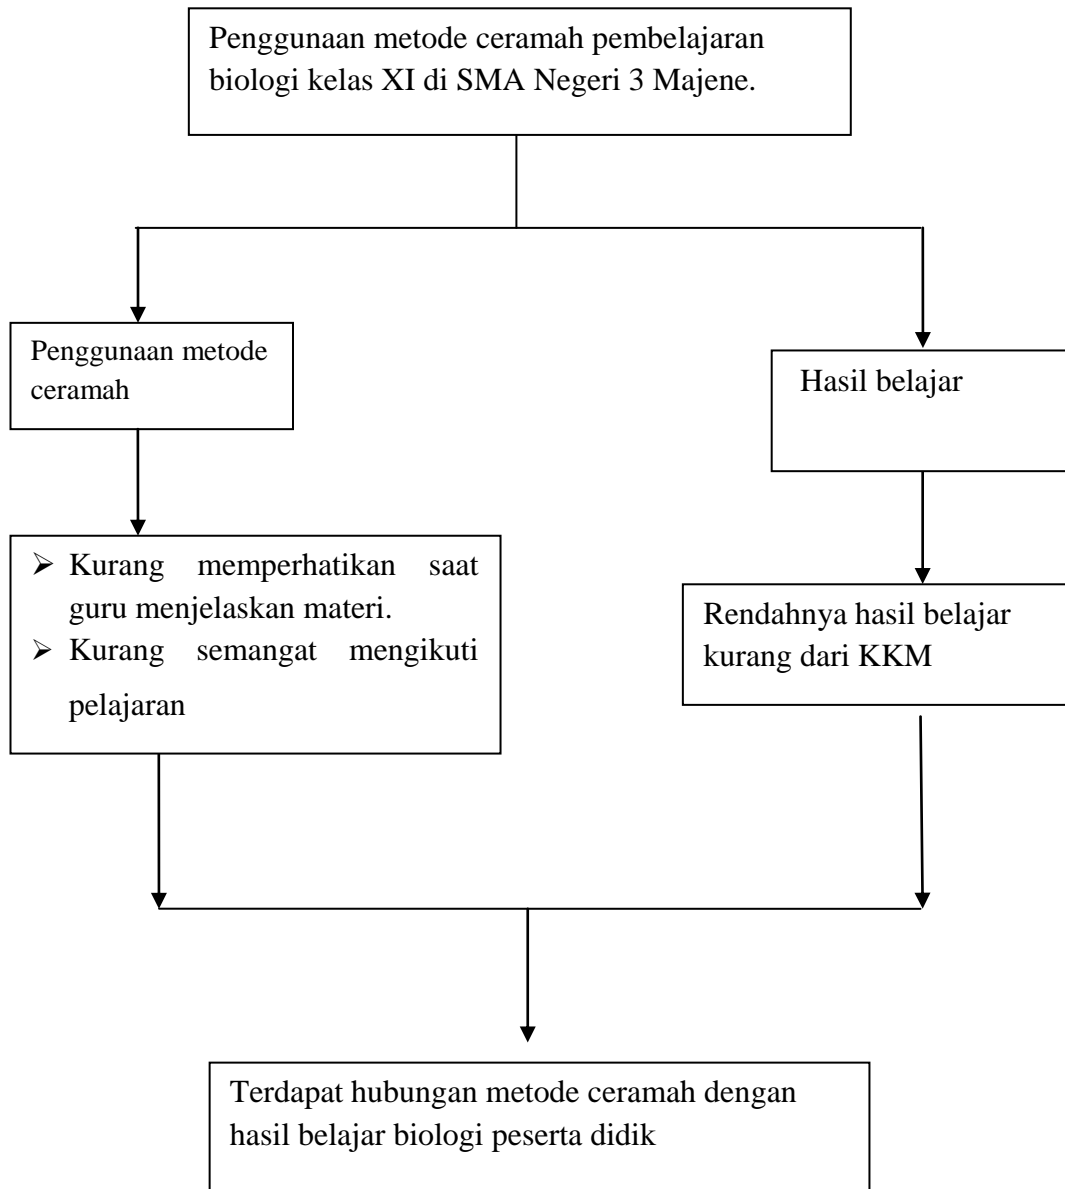 Penggunaan metode ceramah pembelajaran
biologi kelas XI di SMA Negeri 3 Majene.
Penggunaan metode
ceramah
Hasil belajar
➢ Kurang memperhatikan saat
guru menjelaskan materi.
➢ Kurang semangat mengikuti
pelajaran
Rendahnya hasil belajar
kurang dari KKM
Terdapat hubungan metode ceramah dengan
hasil belajar biologi peserta didik